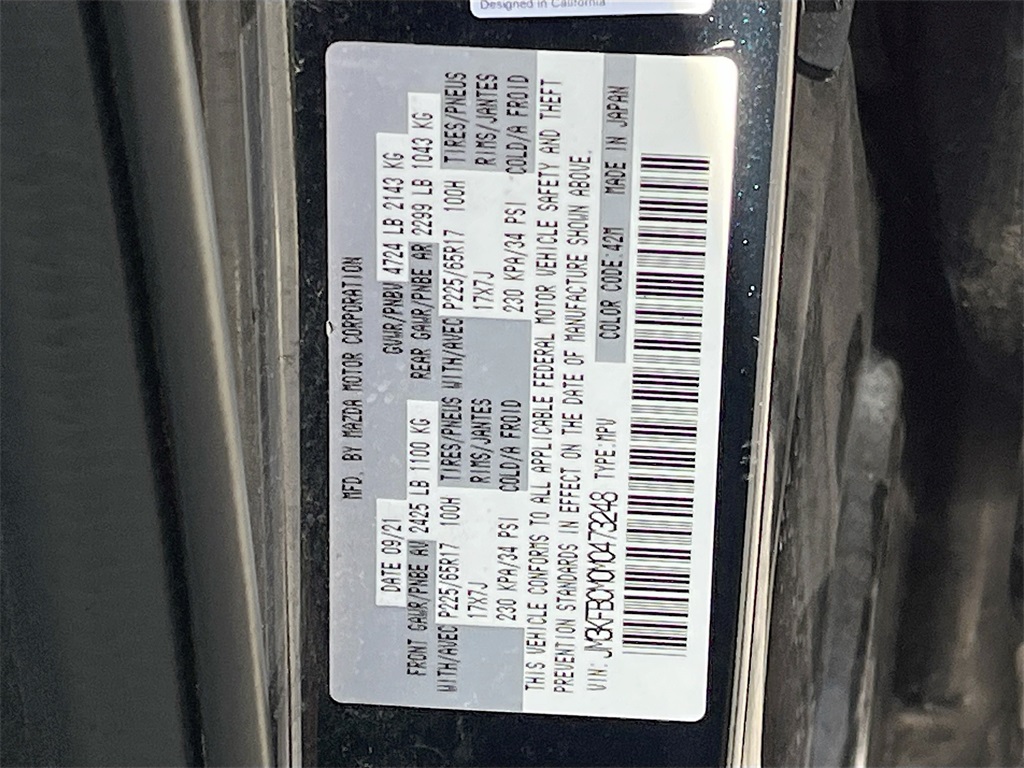 Designed in California
MFD. BY MAZDA MOTOR CORPORATION
DATE 09/21 GVWR/PNBV 4724 LB 2143 KG
FRONT GAWR/PNBE AV 2425 LB 1100 KG REAR GAWR/PNBE AR 2299 LB 1043 KG
WITH/AVEC P225/65R17 100H TIRES/PNEUS WITH/AVEC P225/65R17 100H TIRES/PNEUS
17X7J RIMS/JANTES 17X7J RIMS/JANTES
230 KPA/34 PSI COLD/A FROID 230 KPA/34 PSI COLD/A FROID
THIS VEHICLE CONFORMS TO ALL APPLICABLE FEDERAL MOTOR VEHICLE SAFETY AND THEFT
PREVENTION STANDARDS IN EFFECT ON THE DATE OF MANUFACTURE SHOWN ABOVE.
VIN: JM3KFBCM0M0473248 TYPE:MPV COLOR CODE:42M MADE IN JAPAN